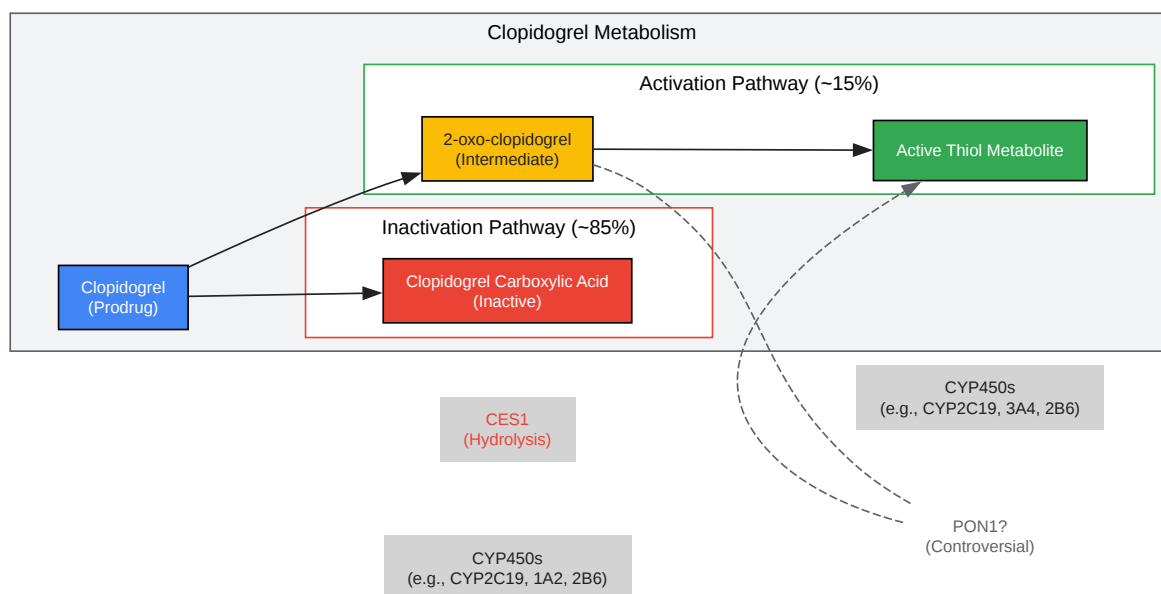 Clopidogrel Metabolism
Activation Pathway (~15%)
2-oxo-clopidogrel
(Intermediate)
Active Thiol Metabolite
Inactivation Pathway (~85%)
Clopidogrel
(Prodrug)
Clopidogrel Carboxylic Acid
(Inactive)
CYP450s
(e.g., CYP2C19, 3A4, 2B6)
CES1
(Hydrolysis)
PON1?
(Controversial)
CYP450s
(e.g., CYP2C19, 1A2, 2B6)